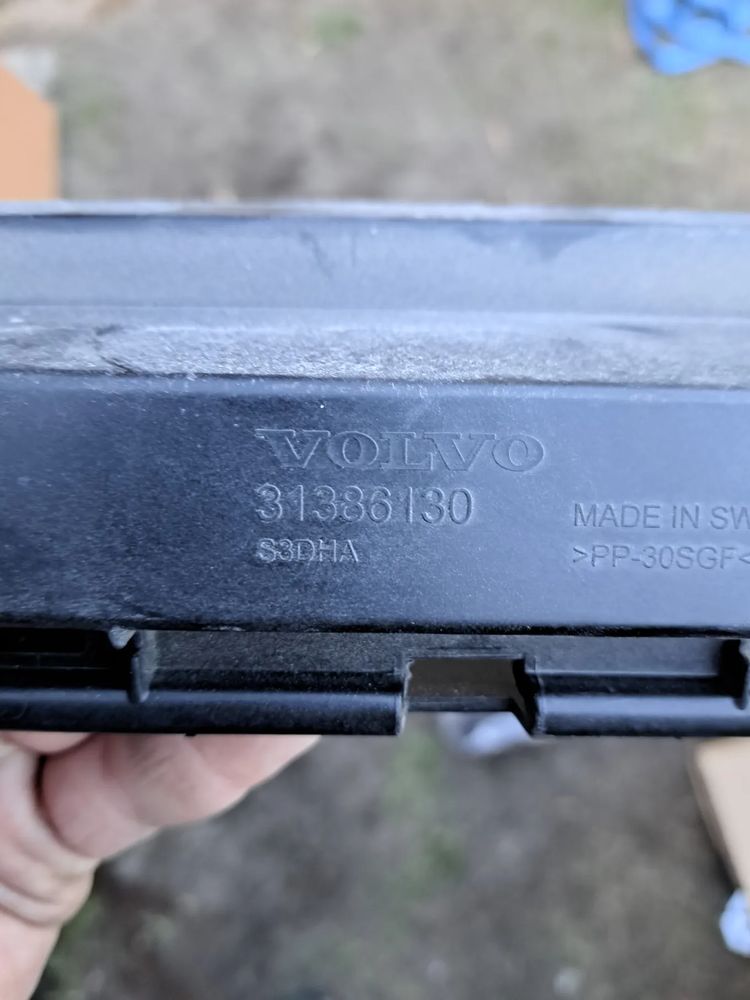 VOLVO
31386130
S3DHA
MADE IN SW
>PP-30SGF<